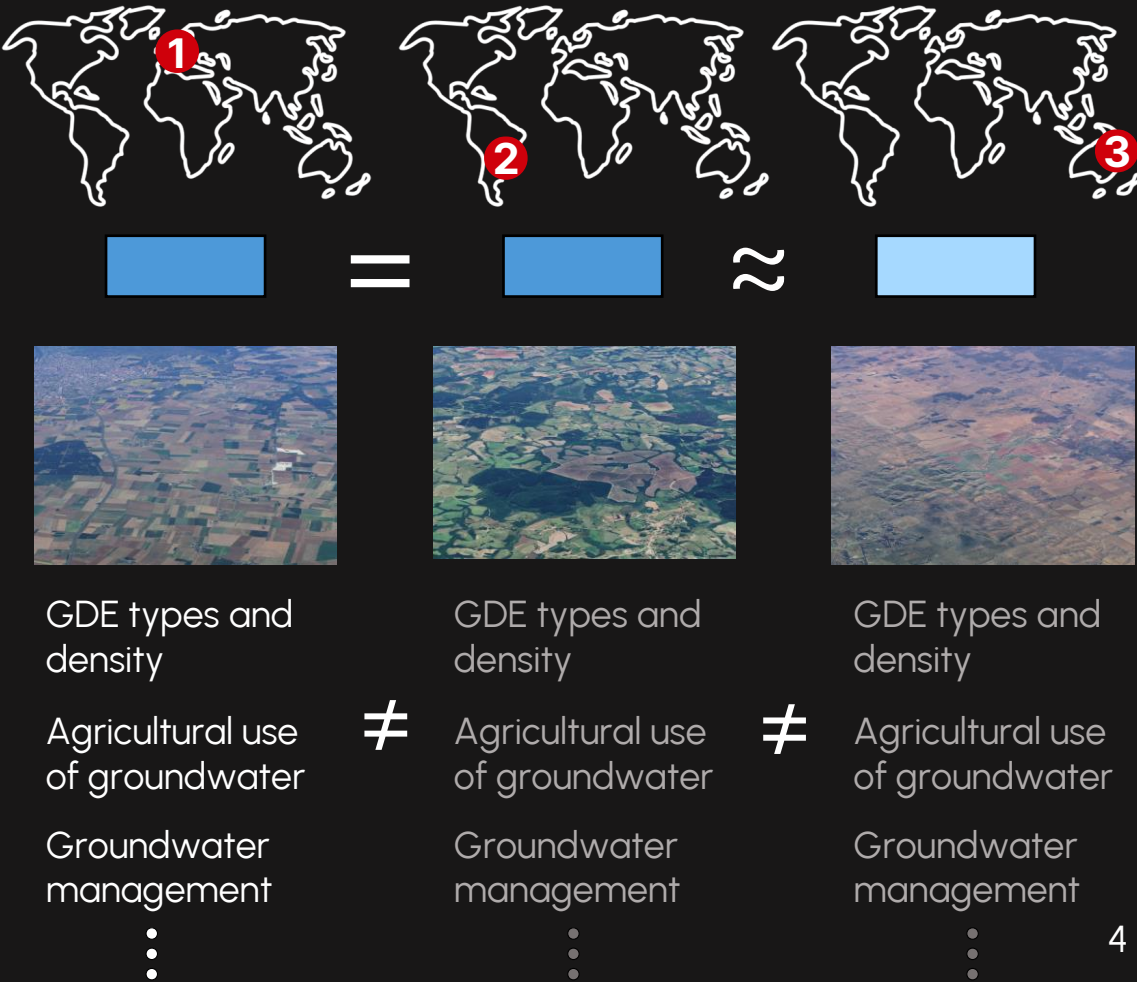 1
2
3
=
≈
GDE types and
density
Agricultural use
of groundwater
Groundwater
management
≠
GDE types and
density
Agricultural use
of groundwater
Groundwater
management
≠
GDE types and
density
Agricultural use
of groundwater
Groundwater
management
4